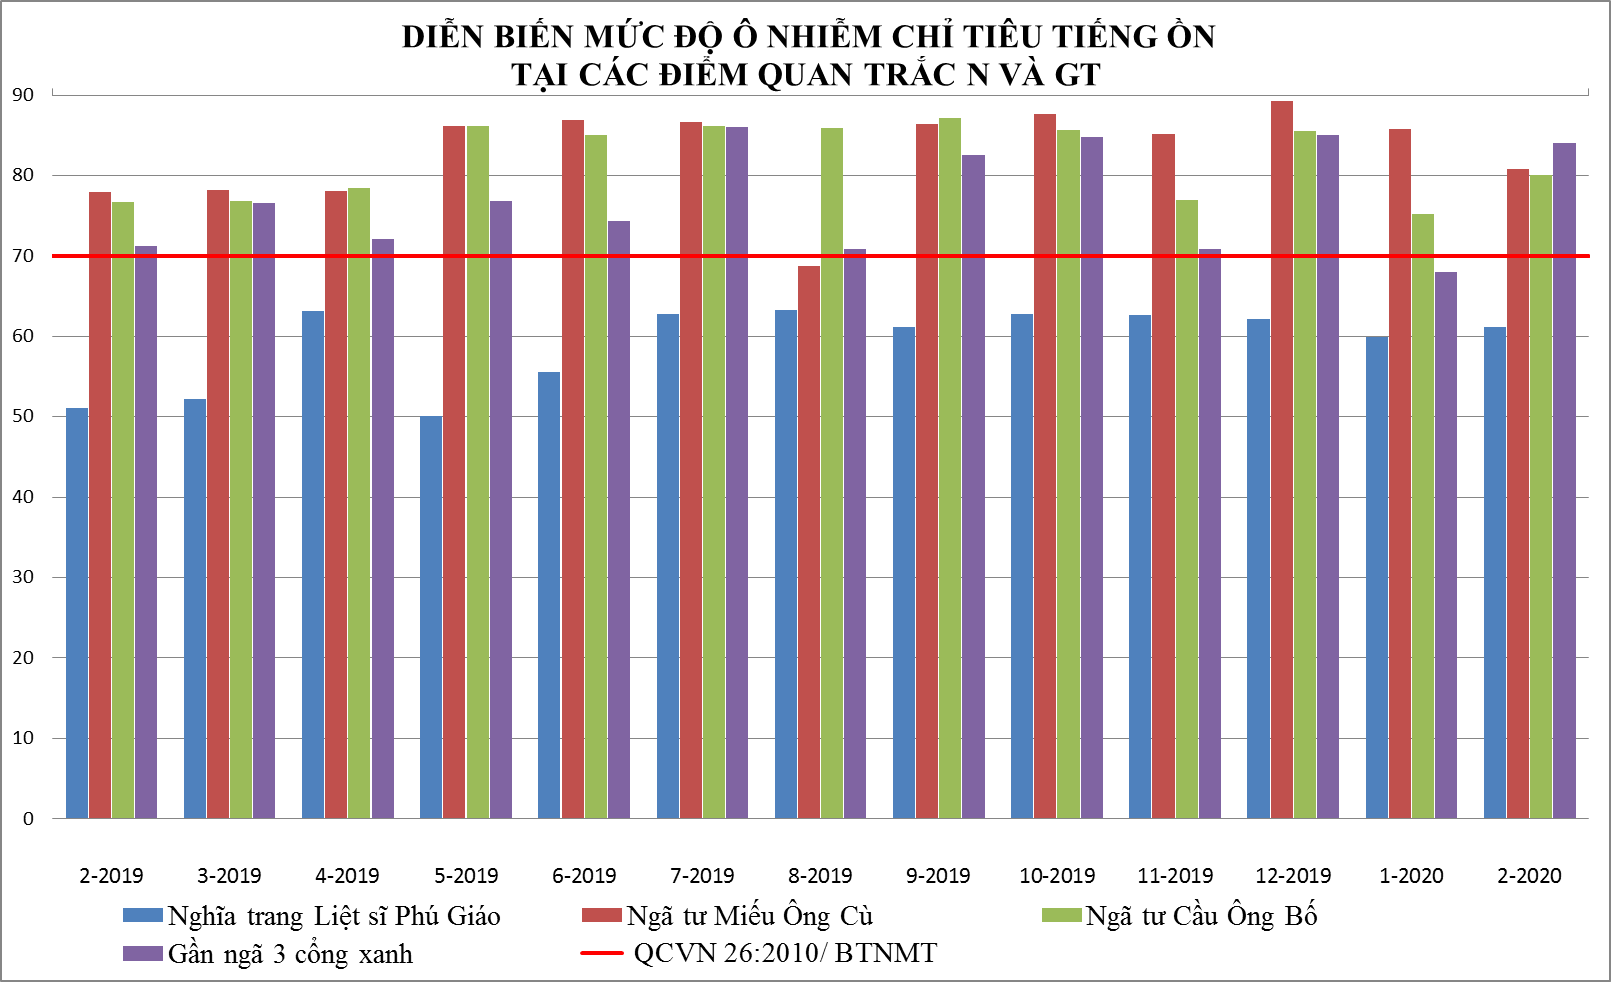 DIỄN BIẾN MỨC ĐỘ Ô NHIỄM CHỈ TIÊU TIẾNG ỒN
TẠI CÁC ĐIỂM QUAN TRẮC N VÀ GT
90
80
70
60
50
40
30
20
10
0
2-2019 3-2019 4-2019 5-2019 6-2019 7-2019 8-2019 9-2019 10-2019 11-2019 12-2019 1-2020 2-2020
Nghĩa trang Liệt sĩ Phú Giáo Ngã tư Miếu Ông Cù Ngã tư Cầu Ông Bố
Gần ngã 3 cổng xanh QCVN 26:2010/ BTNMT